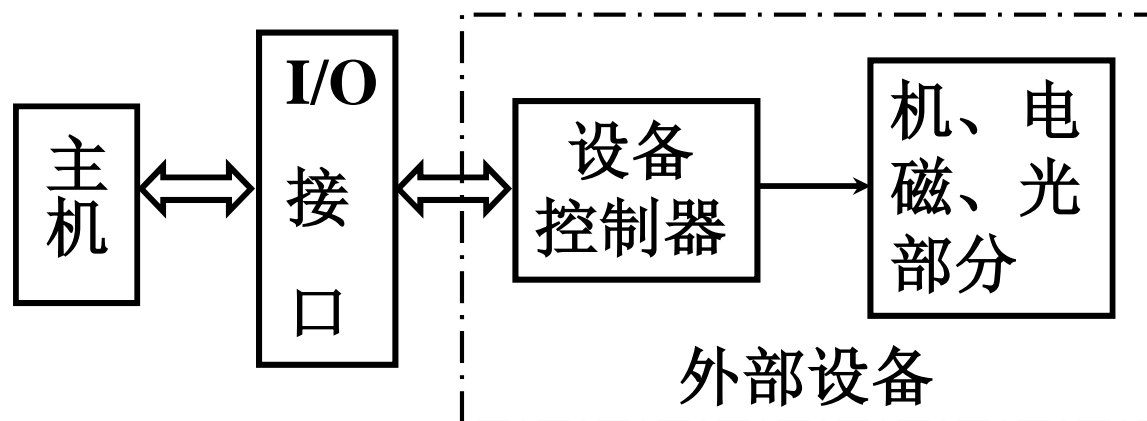 主
机
I/O
接
口
设备
控制器
机、电
磁、光
部分
外部设备